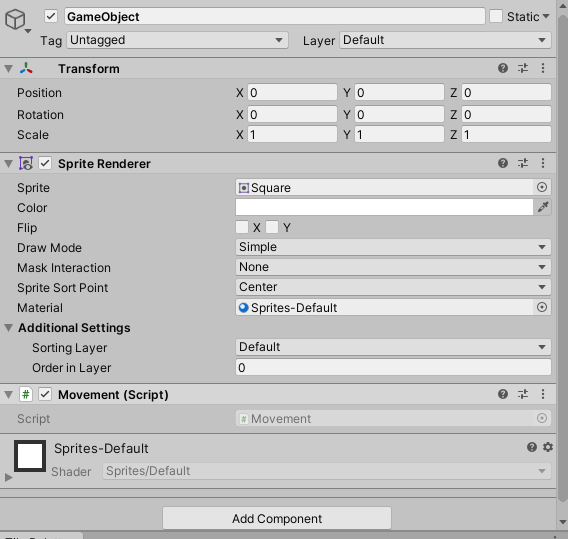 GameObject Static
Tag Untagged Layer Default
Transform
Position X 0 Y 0 Z 0
Rotation X 0 Y 0 Z 0
Scale X 1 Y 1 Z 1
Sprite Renderer
Sprite Square
Color
Flip X Y
Draw Mode Simple
Mask Interaction None
Sprite Sort Point Center
Material Sprites-Default
Additional Settings
Sorting Layer Default
Order in Layer 0
# Movement (Script)
Script # Movement
Sprites-Default
Shader Sprites/Default
Add Component